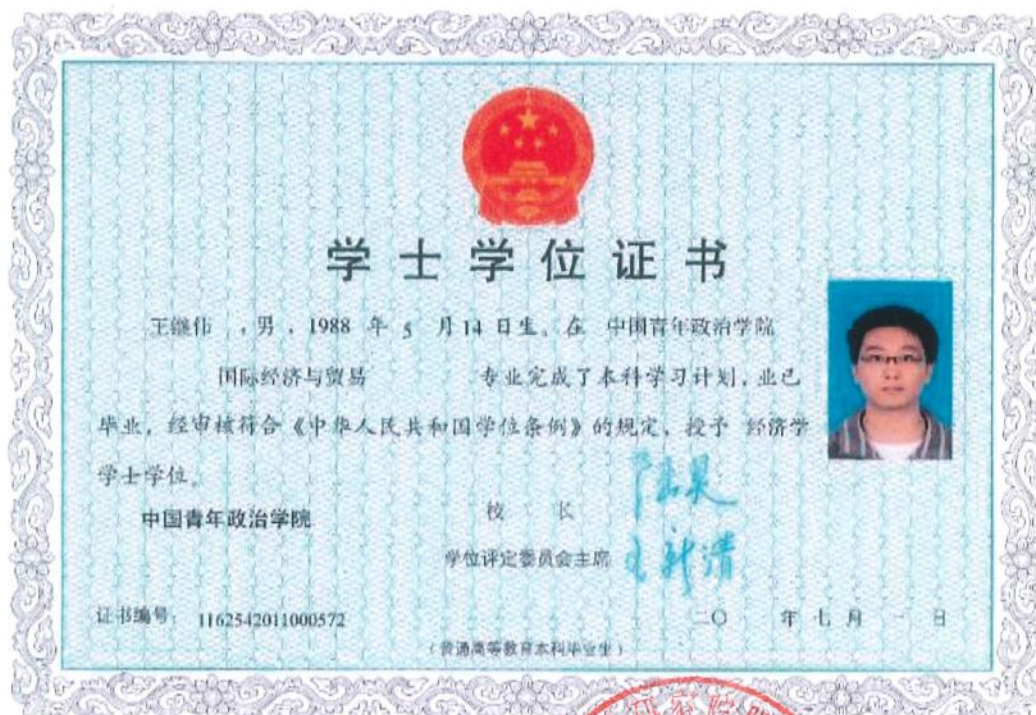 学士学位证书
王继伟 ,男,1988 年 5 月14 日生。在 中国青年政治学院
国际经济与贸易 专业完成了本科学习计划,业已
毕业,经审核符合《中华人民共和国学位条例》的规定,授予 经济学
学士学位。
中国青年政治学院
校 长
学位评定委员会主席 王新清
证书编号: 1162542011000572
二〇 年 七 月 一 日
(普通高等教育本科毕业生)